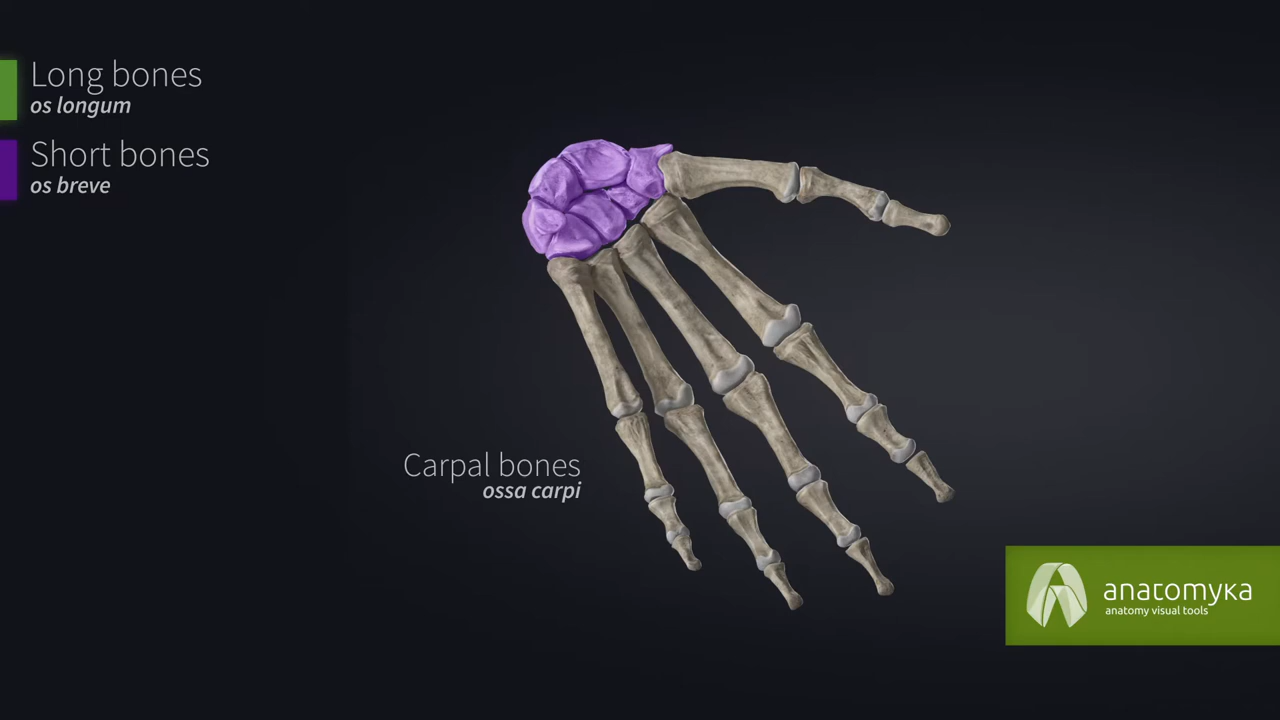 Long bones
os longum
Short bones
os breve
Carpal bones
ossa carpi
anatomyka
anatomy visual tools